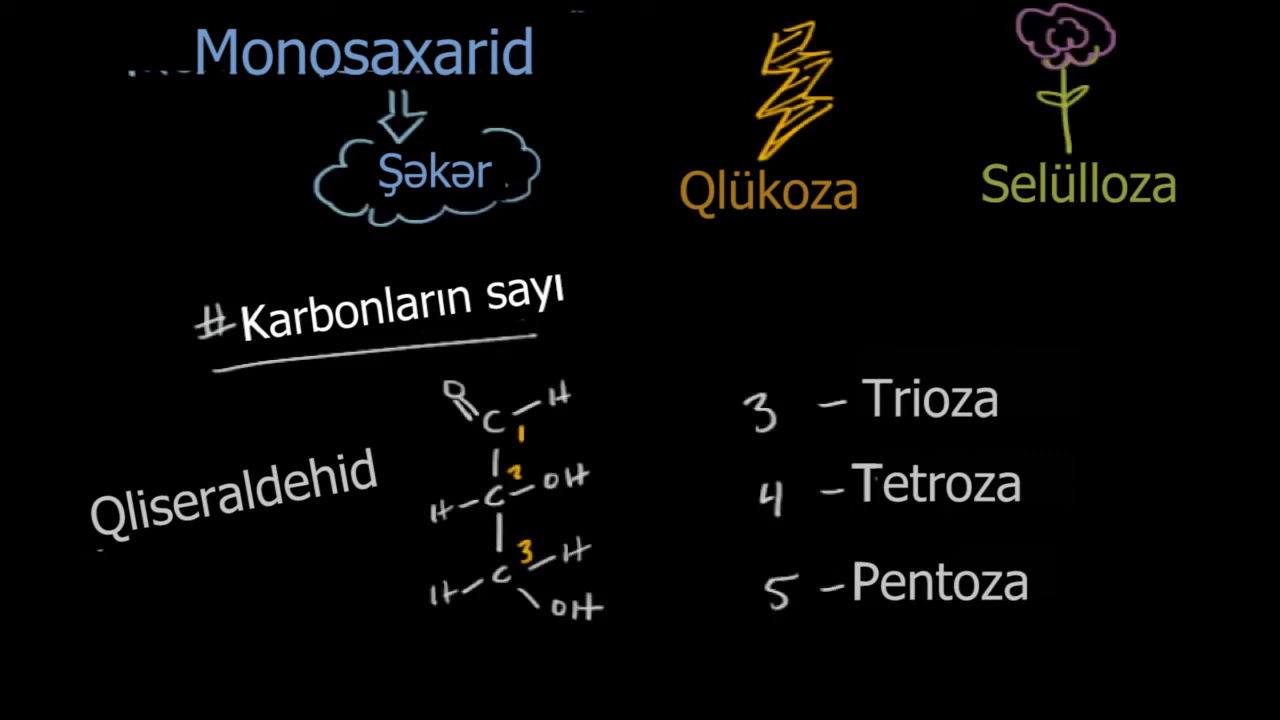 Monosaxarid
Şəkər
Qlükoza
Selülloza
#Karbonların sayı
Qliseraldehid
O
C H
1
2
H C OH
3
H C H
OH
3 – Trioza
4 – Tetroza
5 – Pentoza